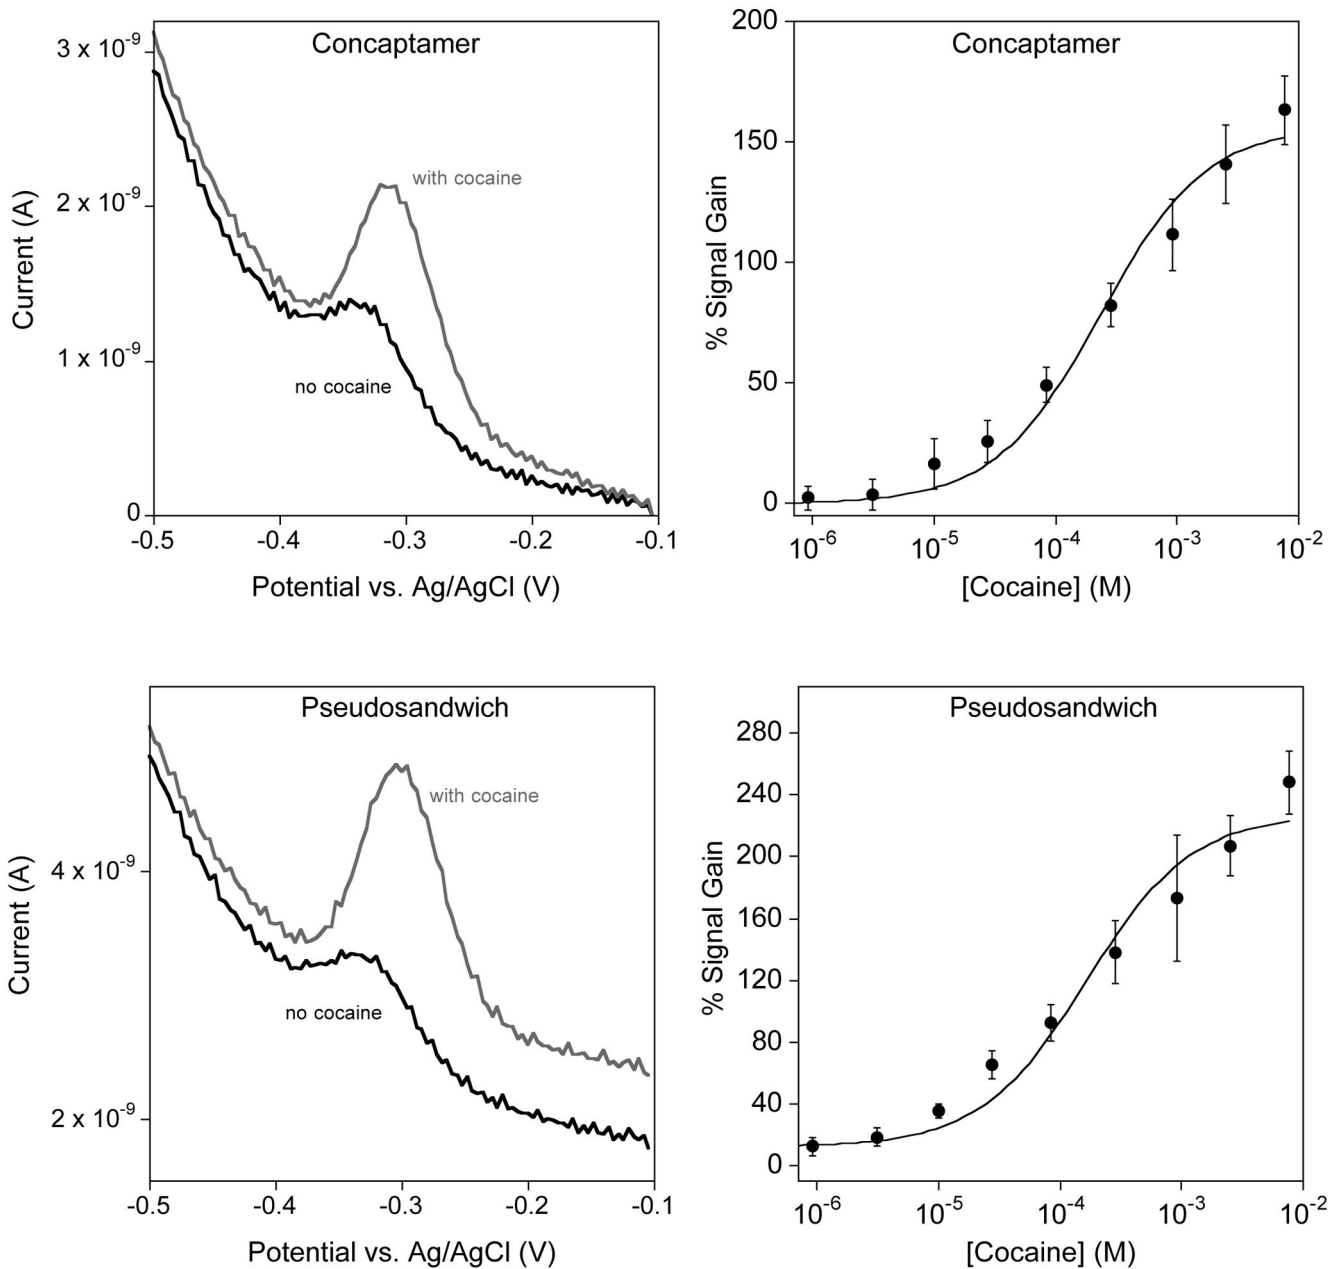 Concaptamer
3 x 10-9
2 x 10-9
1 x 10-9
0
with cocaine
no cocaine
Current (A)
-0.5 -0.4 -0.3 -0.2 -0.1
Potential vs. Ag/AgCl (V)
Concaptamer
200
150
100
50
0
% Signal Gain
10-6 10-5 10-4 10-3 10-2
[Cocaine] (M)
Pseudosandwich
4 x 10-9
2 x 10-9
with cocaine
no cocaine
Current (A)
-0.5 -0.4 -0.3 -0.2 -0.1
Potential vs. Ag/AgCl (V)
Pseudosandwich
280
240
200
160
120
80
40
0
% Signal Gain
10-6 10-5 10-4 10-3 10-2
[Cocaine] (M)